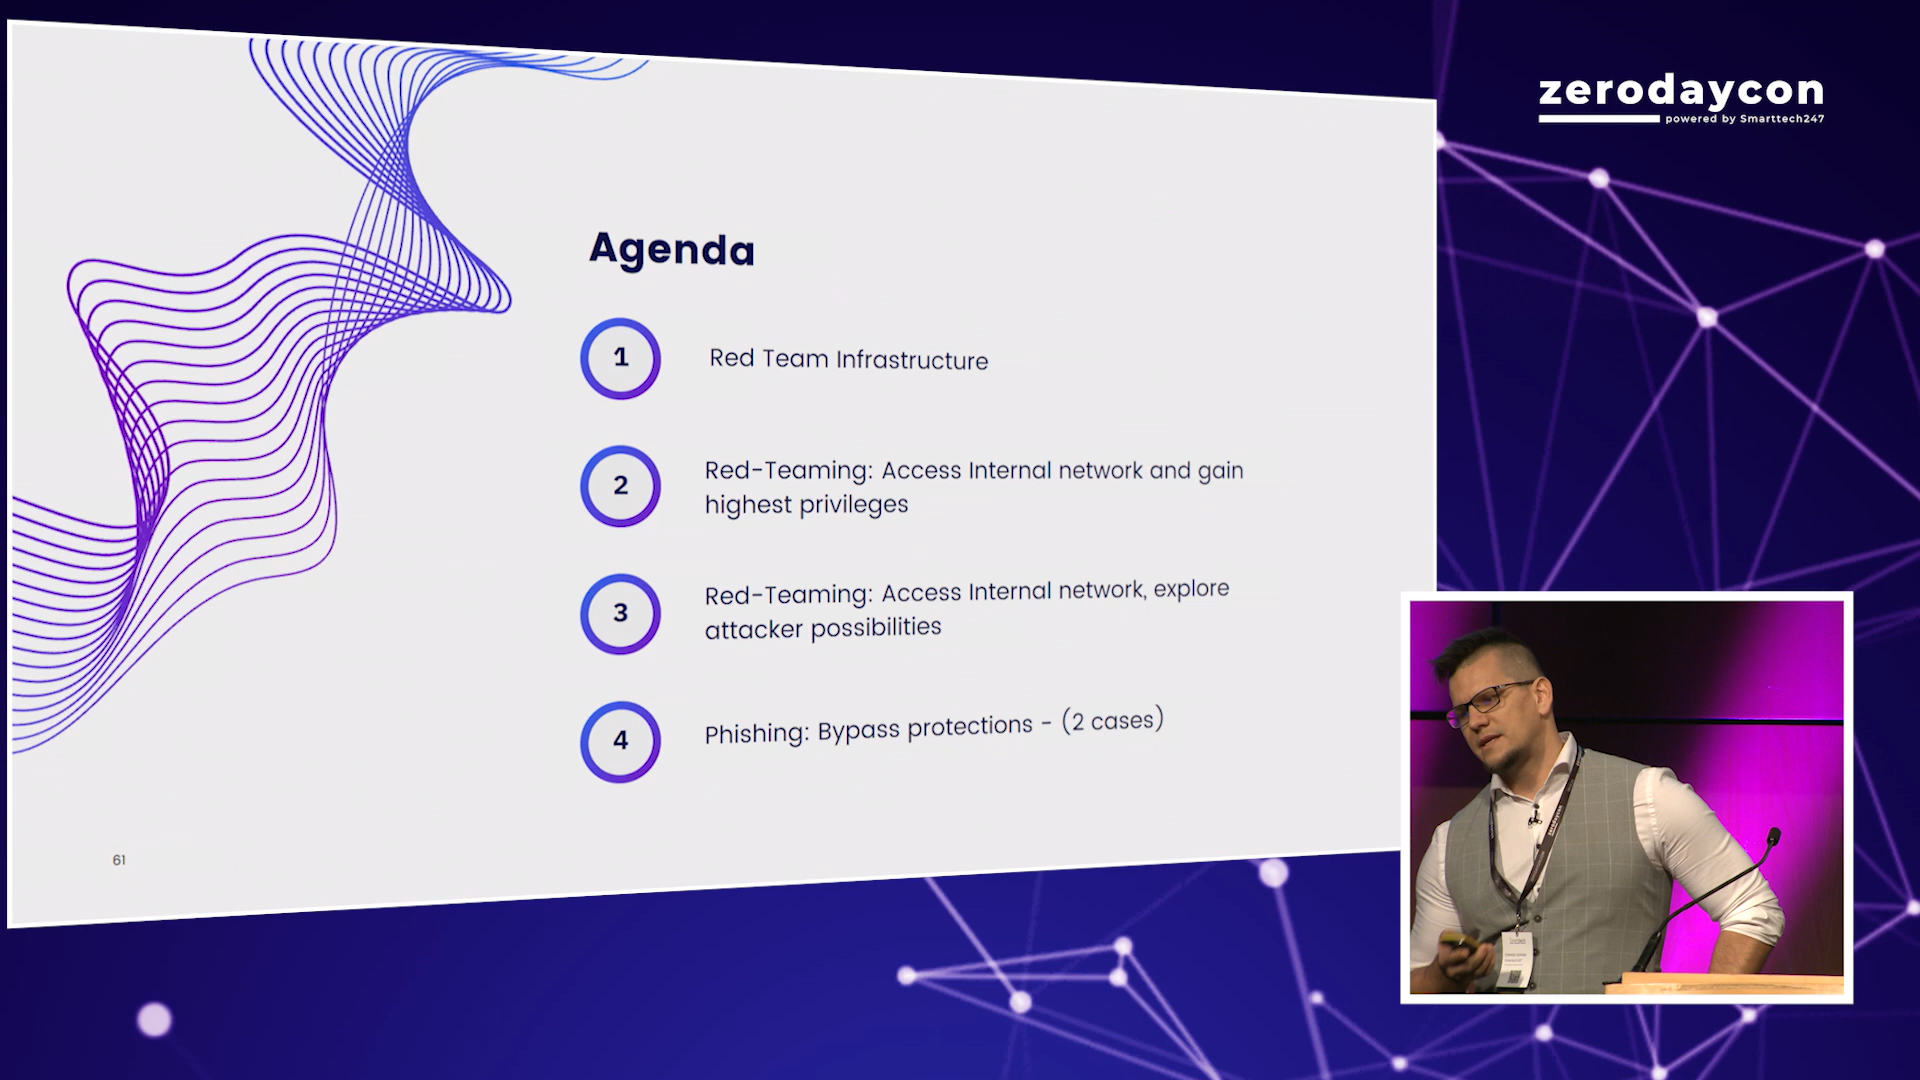 zerodaycon
powered by Smarttech247
Agenda
1
Red Team Infrastructure
2
Red-Teaming: Access Internal network and gain
highest privileges
3
Red-Teaming: Access Internal network, explore
attacker possibilities
4
Phishing: Bypass protections - (2 cases)
61
zerodaycon